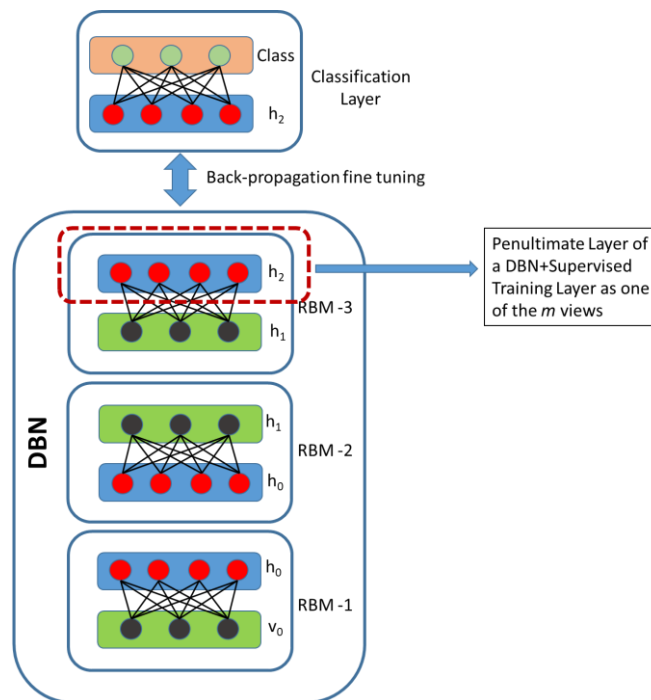 Class
Classification
Layer
h2
Back-propagation fine tuning
h2
RBM -3
h1
Penultimate Layer of
a DBN+Supervised
Training Layer as one
of the m views
DBN
h1
RBM -2
h0
h0
RBM -1
v0